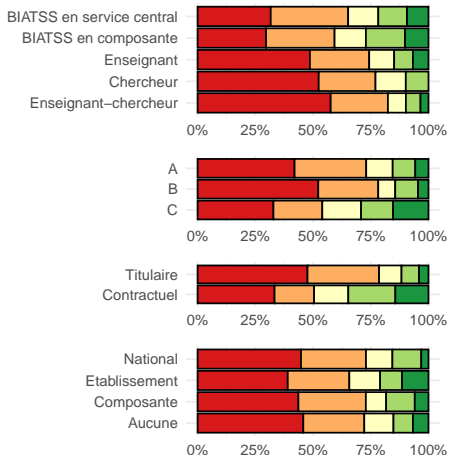 BIATSS en service central
BIATSS en composante
Enseignant
Chercheur
Enseignant−chercheur
0% 25% 50% 75% 100%
A
B
C
0% 25% 50% 75% 100%
Titulaire
Contractuel
0% 25% 50% 75% 100%
National
Etablissement
Composante
Aucune
0% 25% 50% 75% 100%